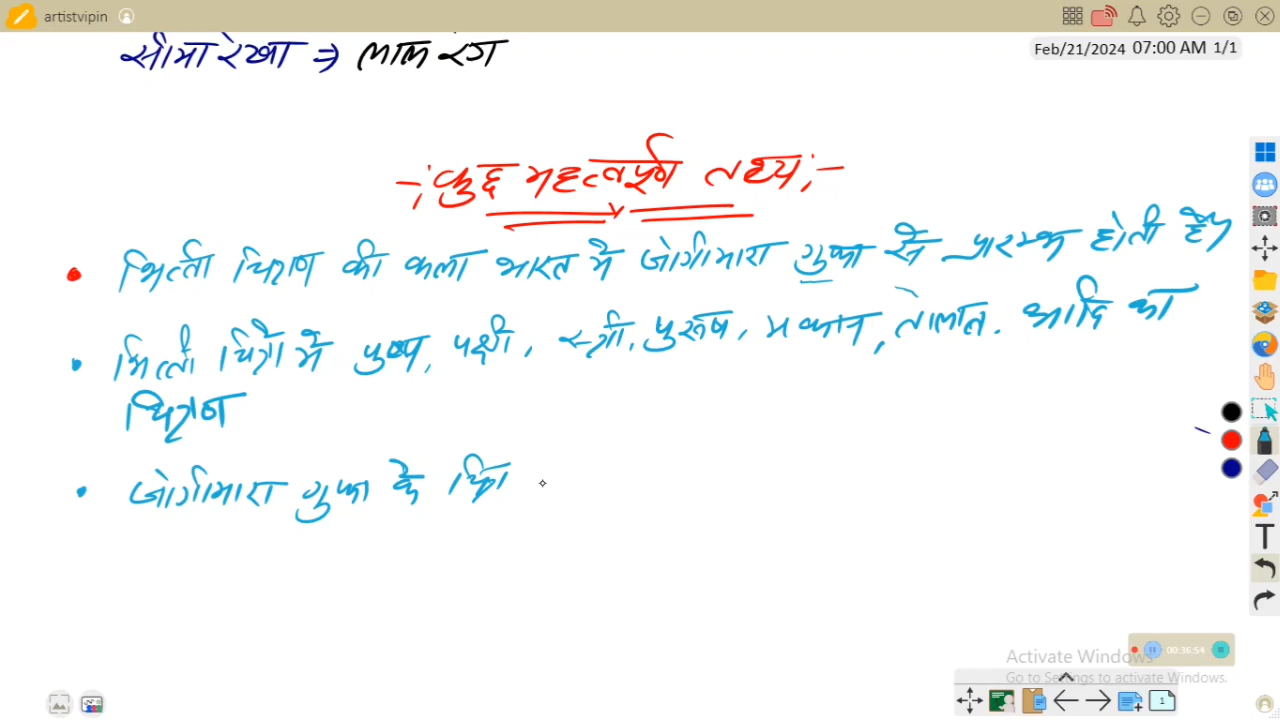 artistvipin
Feb/21/2024 07:00 AM 1/1
सीमा रेखा ⇒ लाल रंग
-: कुछ महत्वपूर्ण तथ्य :-
• भित्ती चित्रण की कला भारत में जोगीमारा गुफा से प्रारम्भ होती है।
• भित्ती चित्रों में पुष्प, पक्षी, स्त्री, पुरूष, मकान, तालाब. आदि का
चित्रण
• जोगीमारा गुफा के चित्र
00:36:54
Activate Windows
Go to Settings to activate Windows.
1